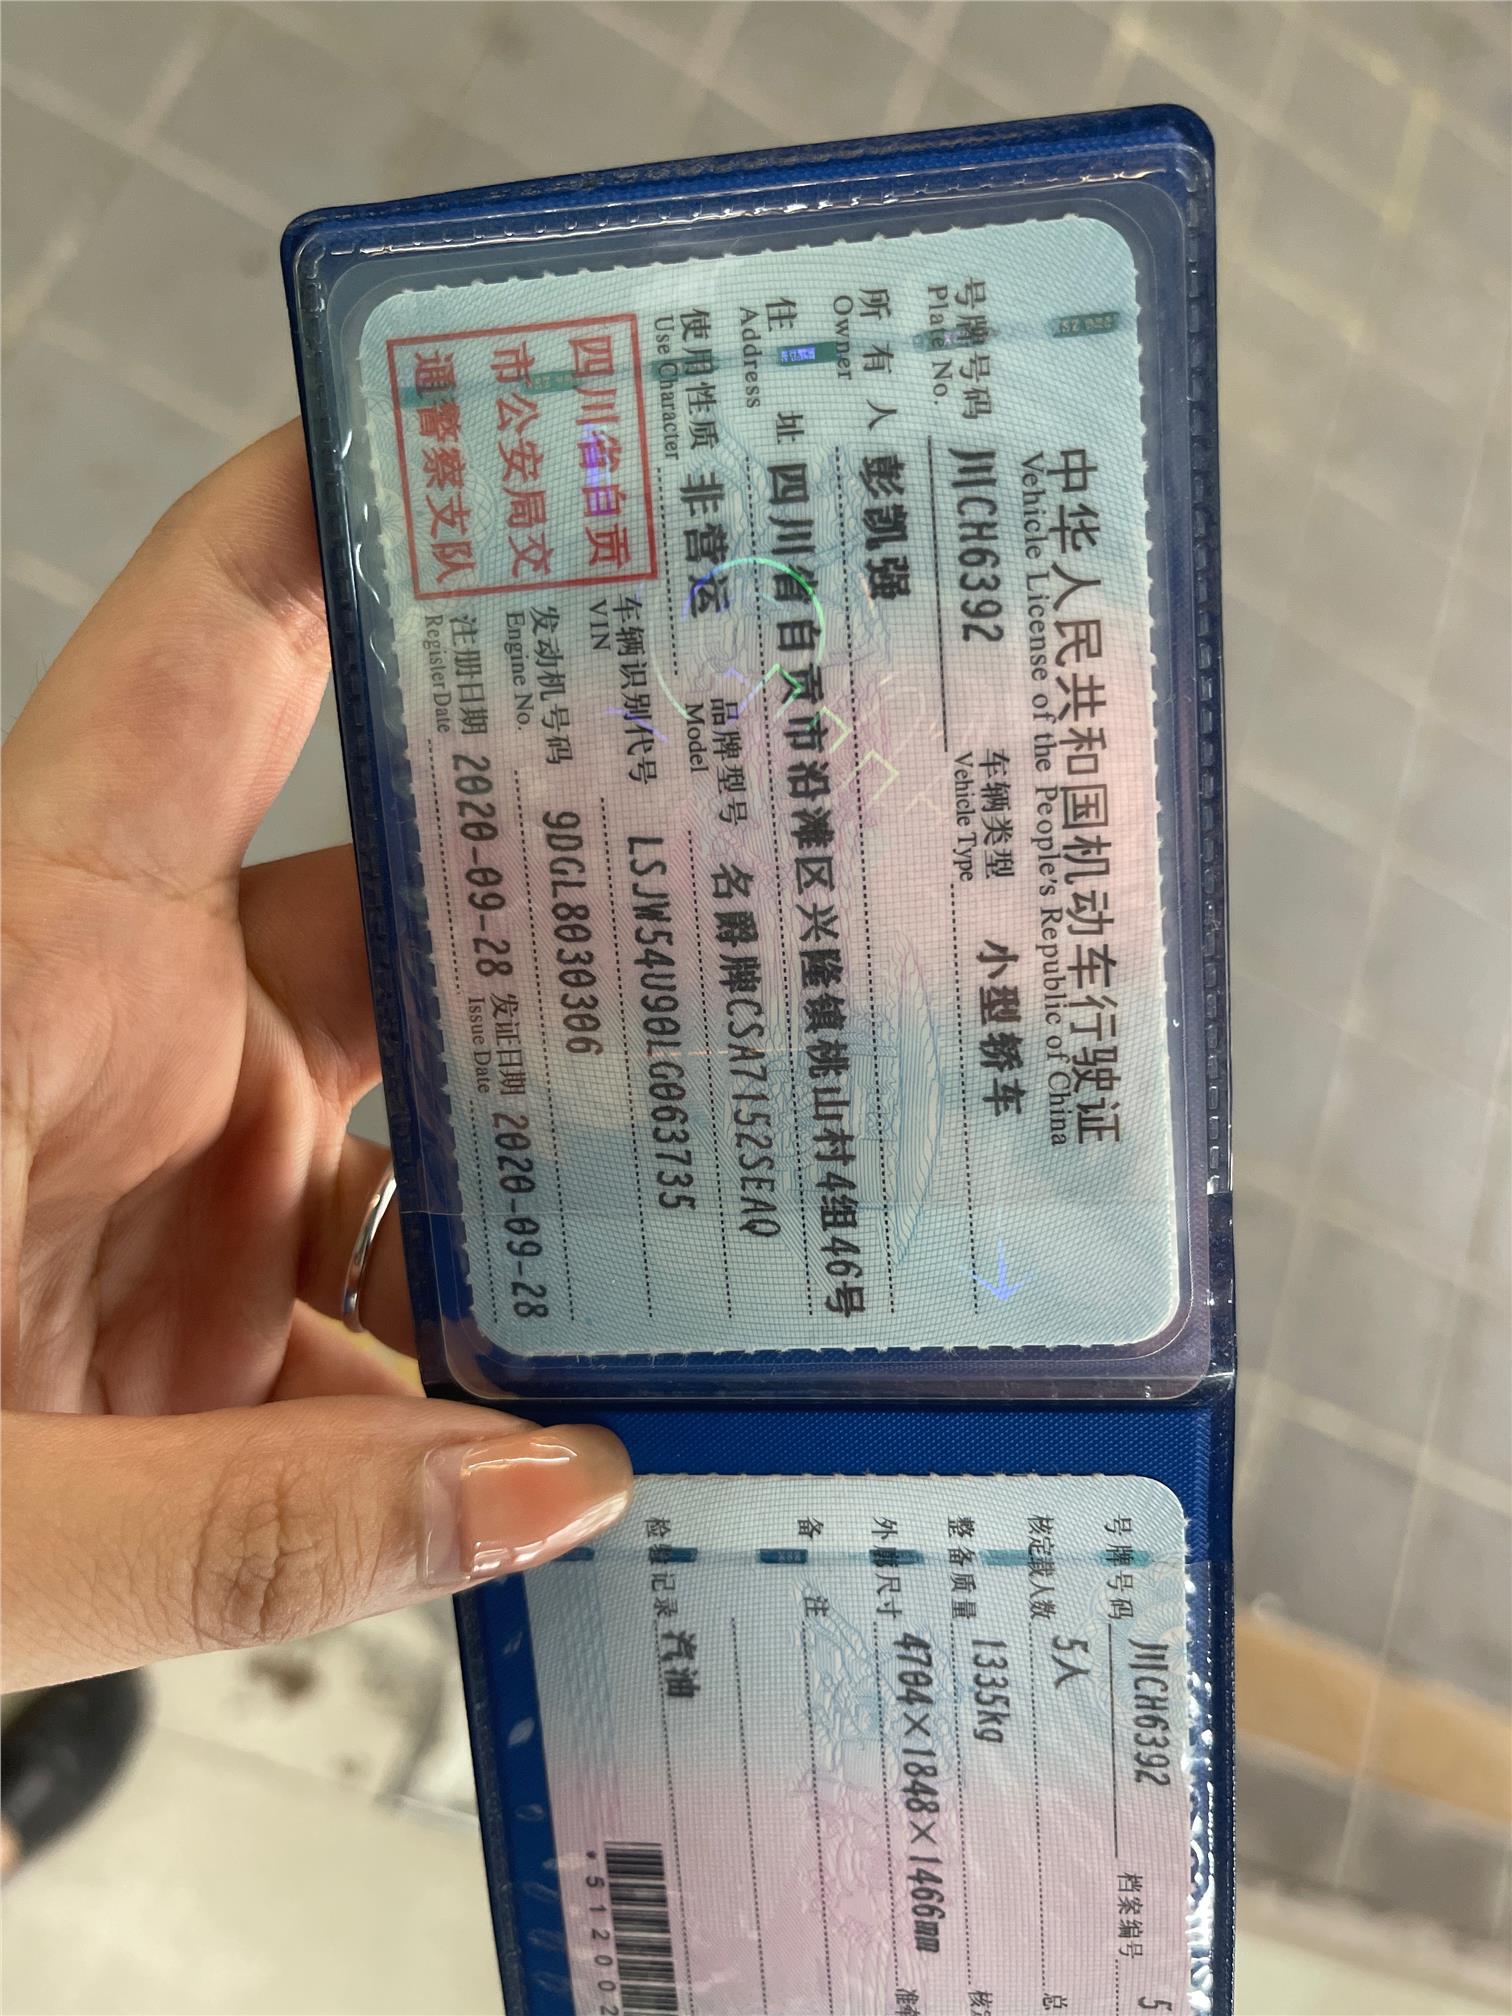 中华人民共和国机动车行驶证
Vehicle License of the People's Republic of China
号牌号码 川CH6392 车辆类型 小型轿车
Plate No. Vehicle Type
所有人 彭凯强
Owner
住址 四川省自贡市沿滩区兴隆镇桃山村4组46号
Address
使用性质 非营运 品牌型号 名爵牌CSA7152SEAQ
Use Character Model
四川省自贡
市公安局交
通警察支队
车辆识别代号 LSJW54U90LG063735
VIN
发动机号码 9DGL8030306
Engine No.
注册日期 2020-09-28 发证日期 2020-09-28
Register Date Issue Date
号牌号码 川CH6392 档案编号 5
核定载人数 5人 总
整备质量 1335kg 核
外廓尺寸 4704×1848×1466mm 准
备注
检验记录 汽油
*512002